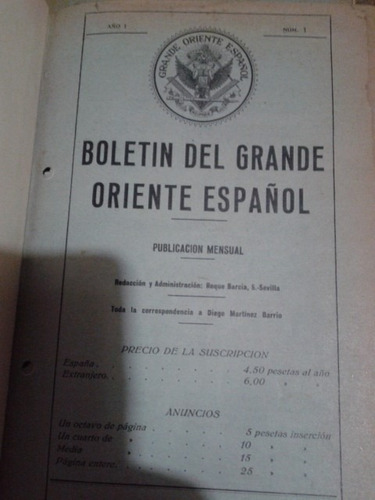 AÑO I
NUM. 1
GRANDE ORIENTE ESPAÑOL
BOLETIN DEL GRANDE
ORIENTE ESPAÑOL
PUBLICACION MENSUAL
Redacción y Administración: Roque Barcia, 5.-Sevilla
Toda la correspondencia a Diego Martínez Barrio
PRECIO DE LA SUSCRIPCION
España. . . . . . . . . 4,50 pesetas al año
Extranjero. . . . . . . . 6,00 » »
ANUNCIOS
Un octavo de página . . . . . 5 pesetas inserción
Un cuarto de » . . . . . 10 » »
Media » . . . . . 15 » »
Página entera. . . . . . 25 » »